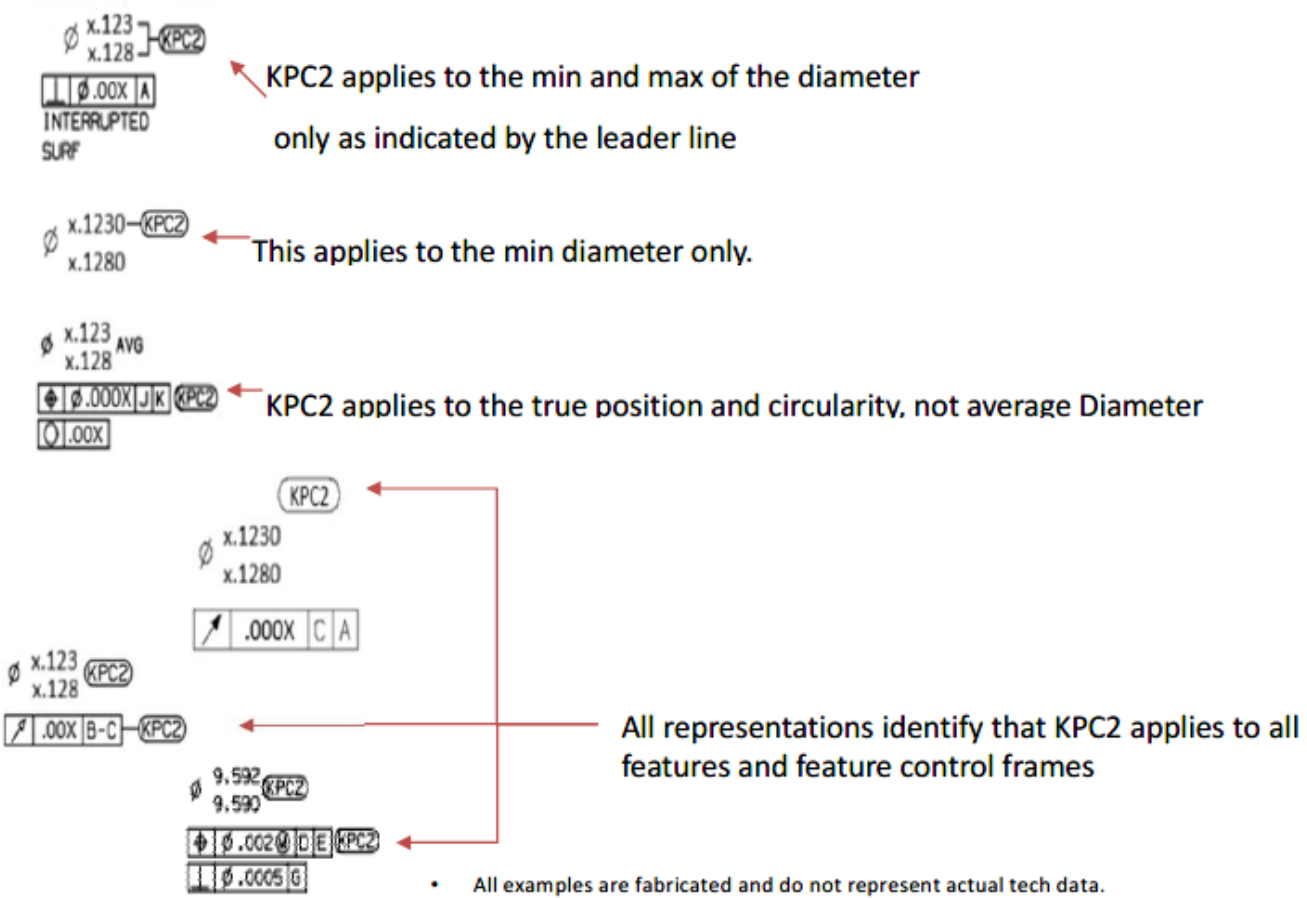 ⌀ x.123
x.128 KPC2
⊥ ⌀.00X A
INTERRUPTED
SURF
KPC2 applies to the min and max of the diameter
only as indicated by the leader line
⌀ x.1230 KPC2
x.1280
This applies to the min diameter only.
⌀ x.123 AVG
x.128
⌖ ⌀.000X J K KPC2
○ .00X
KPC2 applies to the true position and circularity, not average Diameter
KPC2
⌀ x.1230
x.1280
↗ .000X C A
⌀ x.123 KPC2
x.128
↗ .00X B-C KPC2
All representations identify that KPC2 applies to all
features and feature control frames
⌀ 9.592 KPC2
9.590
⌖ ⌀.002Ⓜ D E KPC2
⊥ ⌀.0005 G
• All examples are fabricated and do not represent actual tech data.